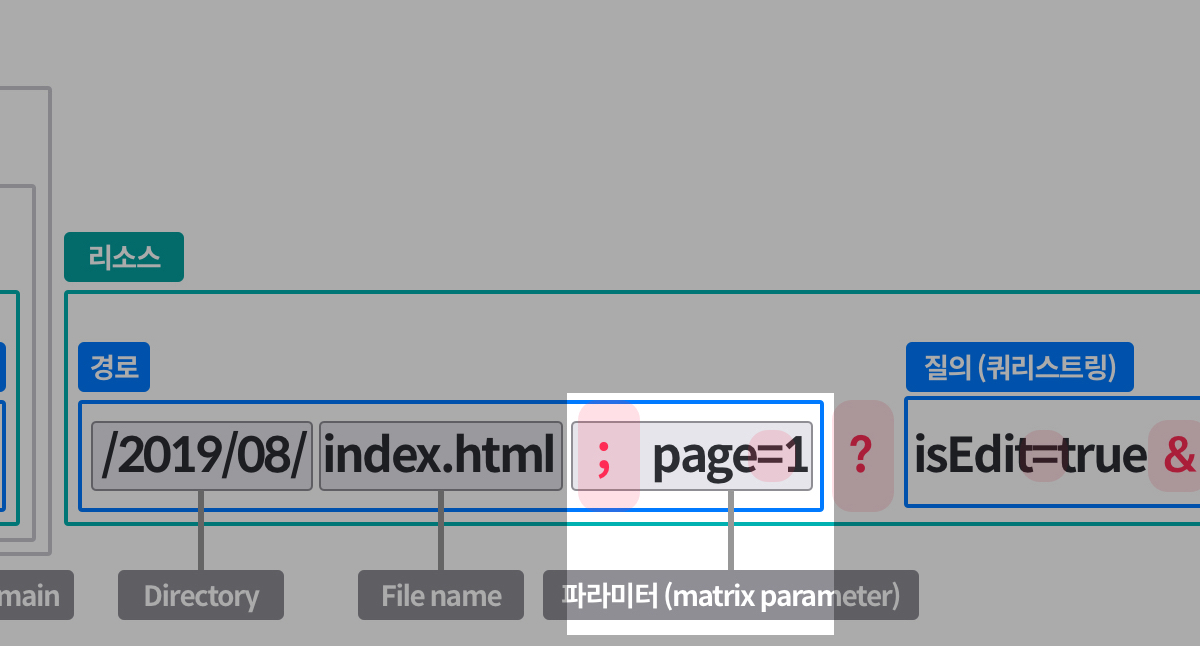 리소스
경로
질의 (쿼리스트링)
/2019/08/ index.html ; page=1 ? isEdit=true &
main Directory File name 파라미터 (matrix parameter)